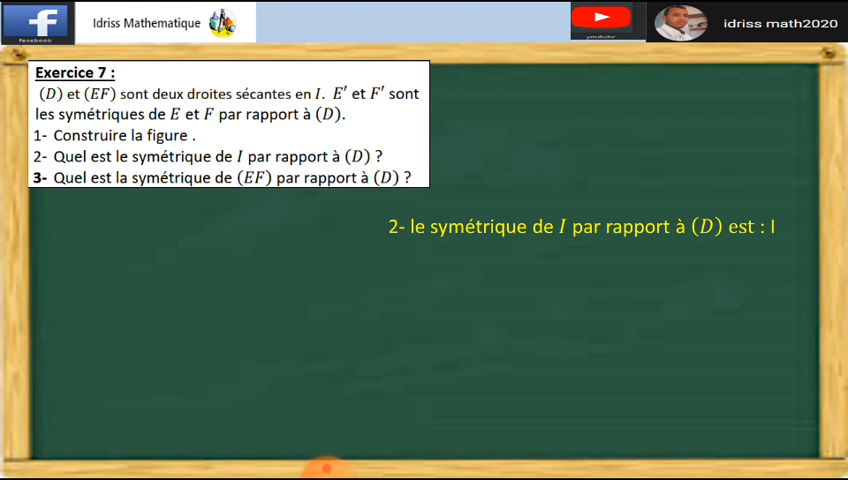 Facebook
Idriss Mathematique
youtube
idriss math2020
Exercice 7 :
(D) et (EF) sont deux droites sécantes en I. E′ et F′ sont
les symétriques de E et F par rapport à (D).
1- Construire la figure .
2- Quel est le symétrique de I par rapport à (D) ?
3- Quel est la symétrique de (EF) par rapport à (D) ?
2- le symétrique de I par rapport à (D) est : I